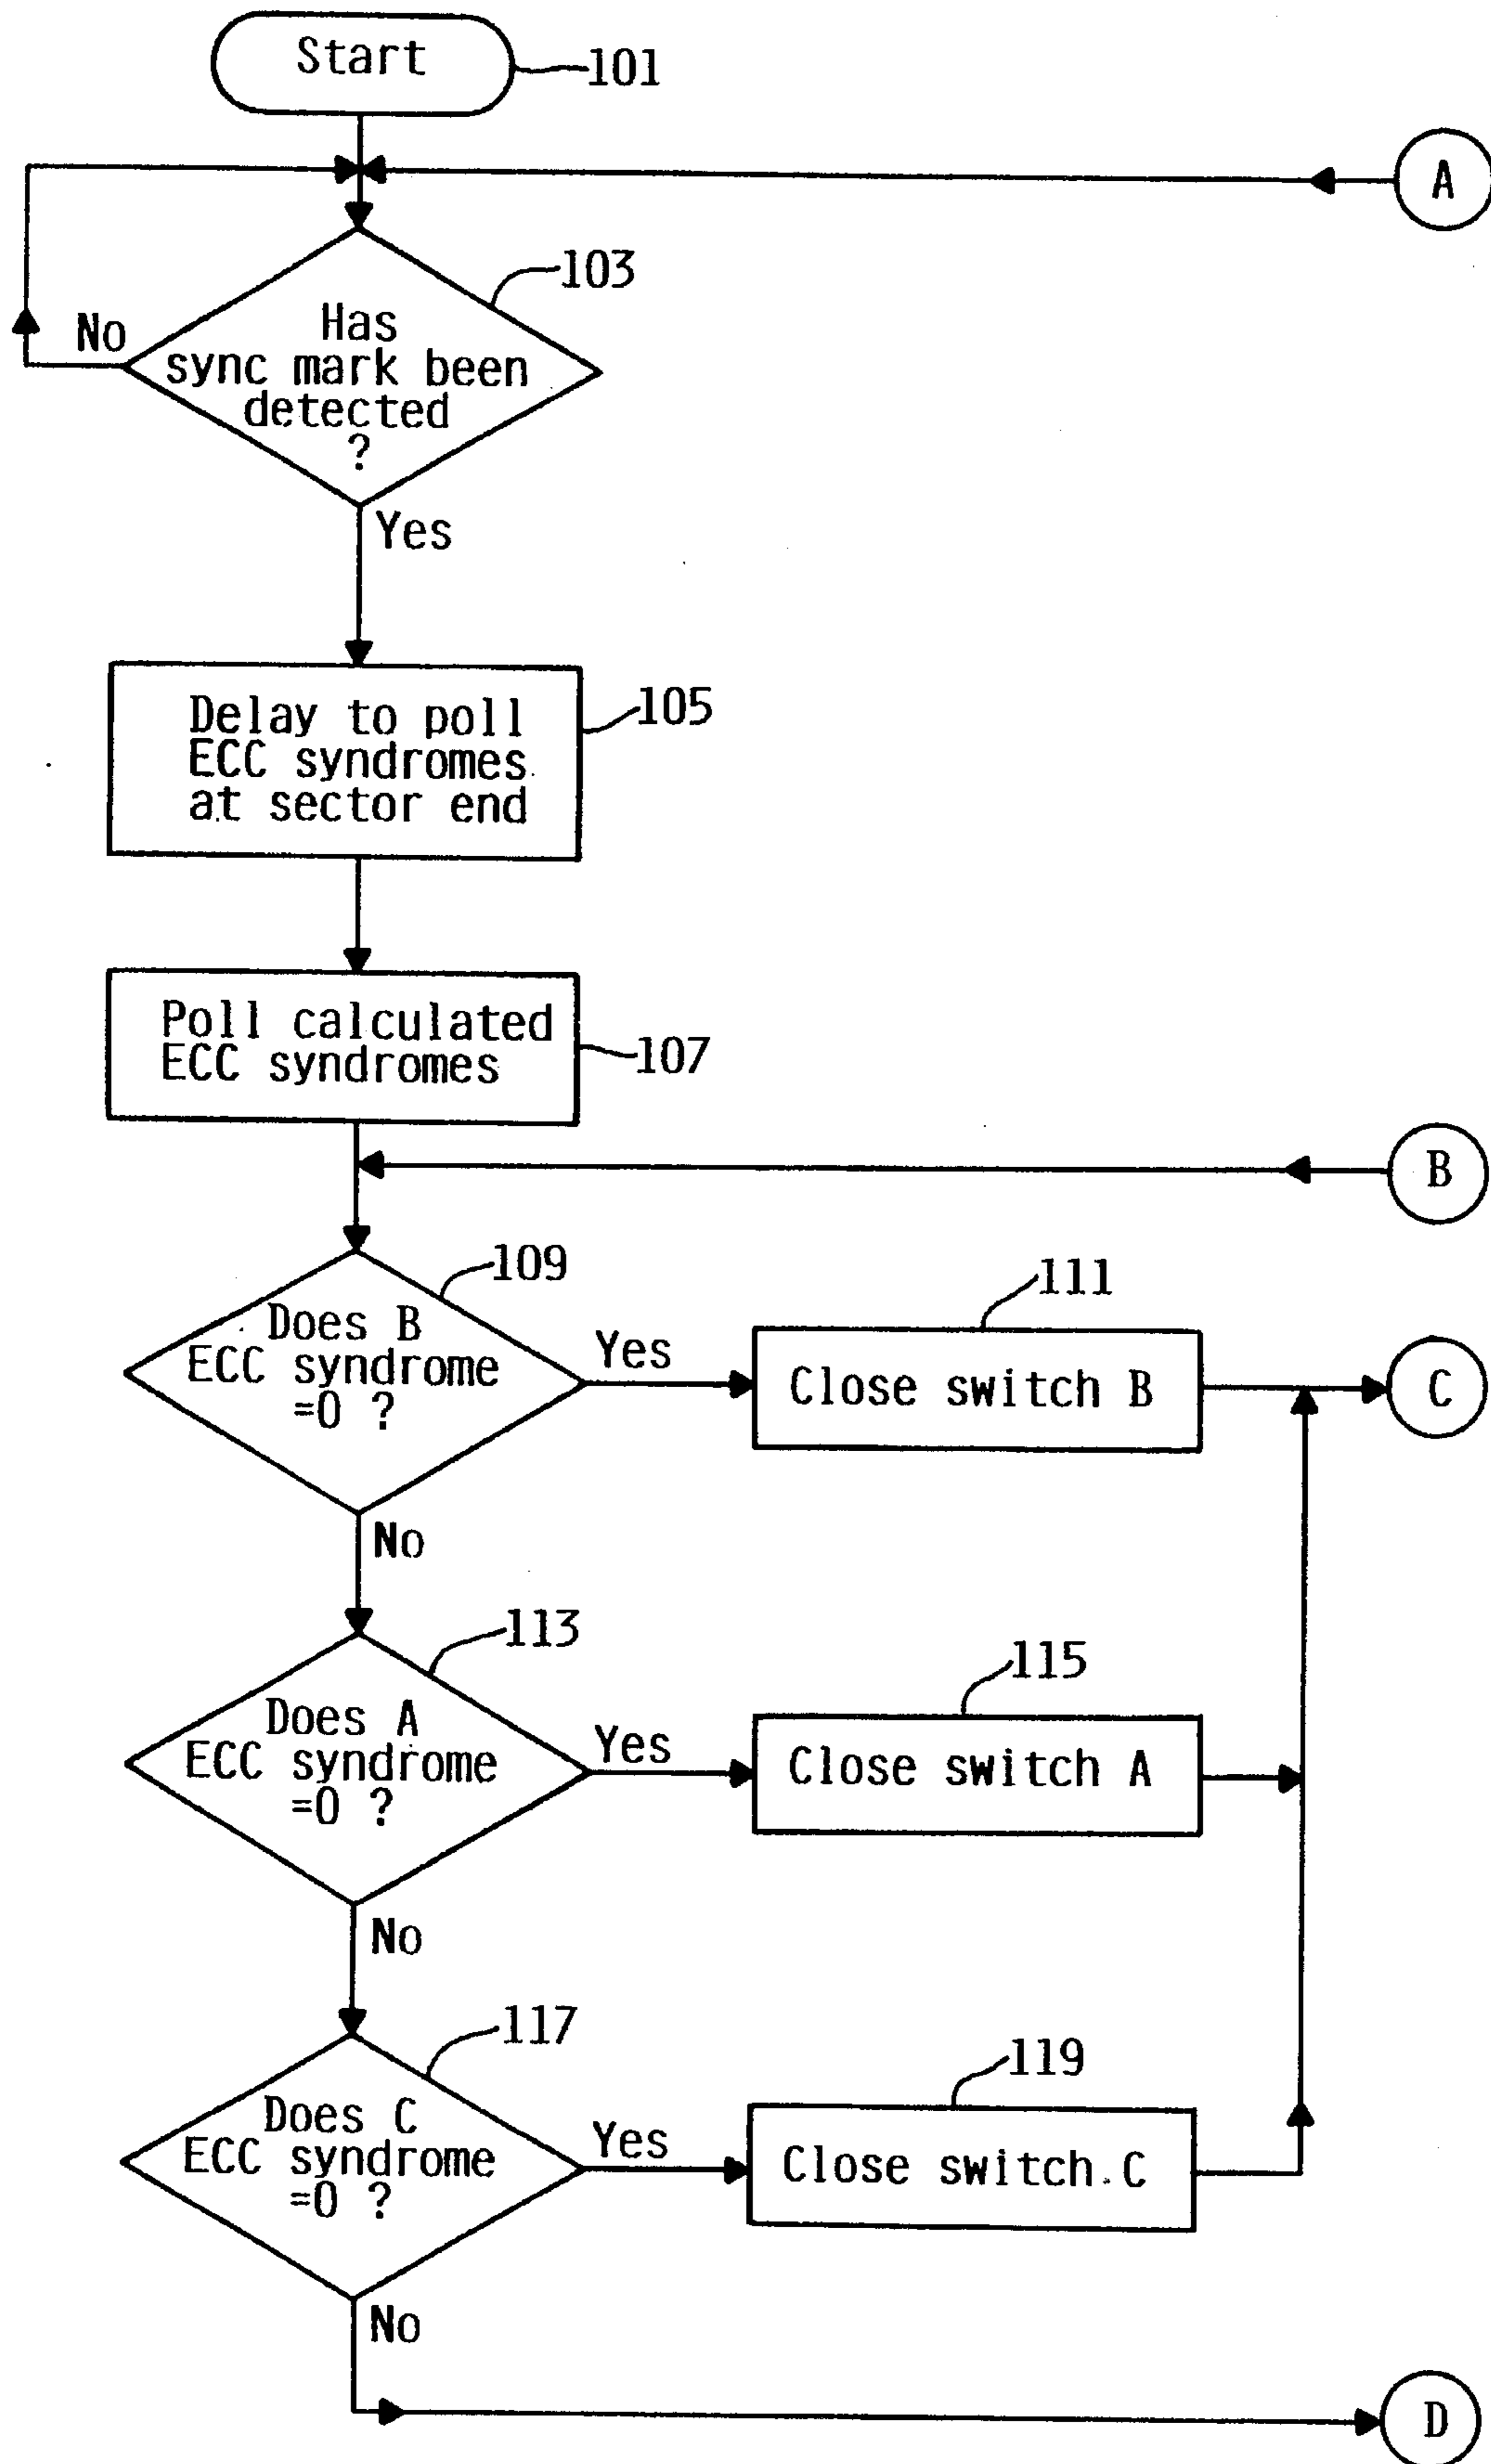 Start
101
A
103
No
Has
sync mark been
detected
?
Yes
Delay to poll
ECC syndromes
at sector end
105
Poll calculated
ECC syndromes
107
B
109
Does B
ECC syndrome
=0 ?
Yes
111
Close switch B
C
No
113
Does A
ECC syndrome
=0 ?
Yes
115
Close switch A
No
117
Does C
ECC syndrome
=0 ?
Yes
119
Close switch C
No
D